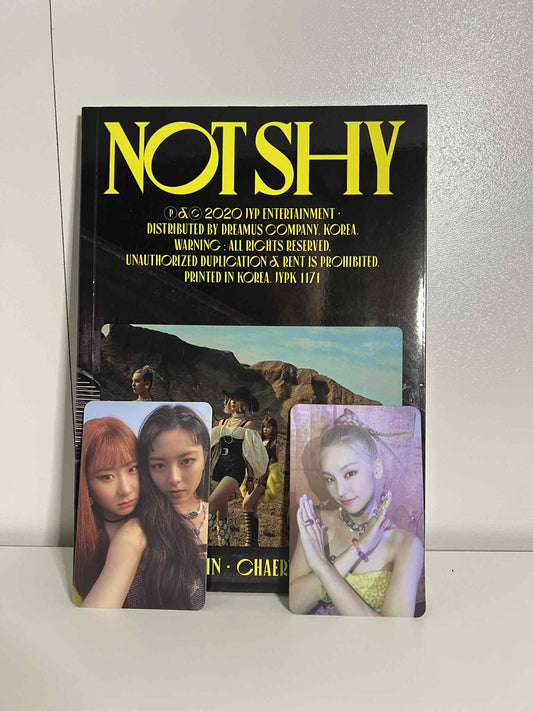 NOT SHY
Ⓟ & Ⓒ 2020 JYP ENTERTAINMENT ·
DISTRIBUTED BY DREAMUS COMPANY. KOREA.
WARNING : ALL RIGHTS RESERVED.
UNAUTHORIZED DUPLICATION & RENT IS PROHIBITED.
PRINTED IN KOREA. JYPK 1171
IN · CHAER